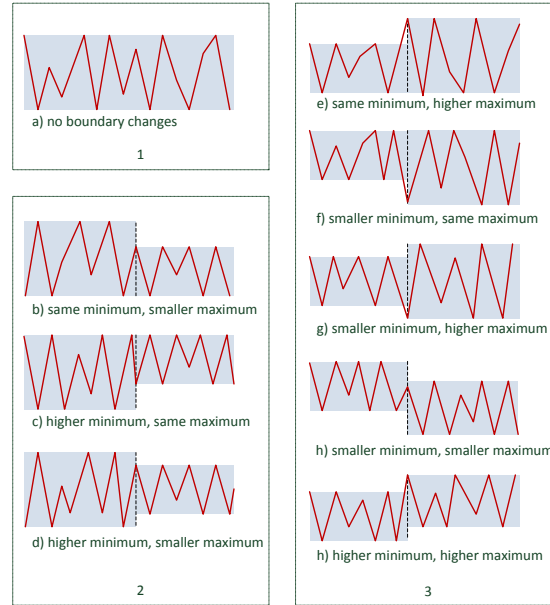 a) no boundary changes
1
b) same minimum, smaller maximum
c) higher minimum, same maximum
d) higher minimum, smaller maximum
2
e) same minimum, higher maximum
f) smaller minimum, same maximum
g) smaller minimum, higher maximum
h) smaller minimum, smaller maximum
h) higher minimum, higher maximum
3